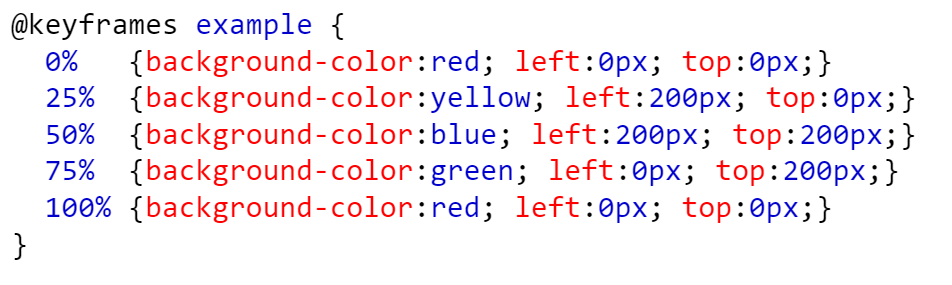 @keyframes example {
  0%   {background-color:red; left:0px; top:0px;}
  25%  {background-color:yellow; left:200px; top:0px;}
  50%  {background-color:blue; left:200px; top:200px;}
  75%  {background-color:green; left:0px; top:200px;}
  100% {background-color:red; left:0px; top:0px;}
}